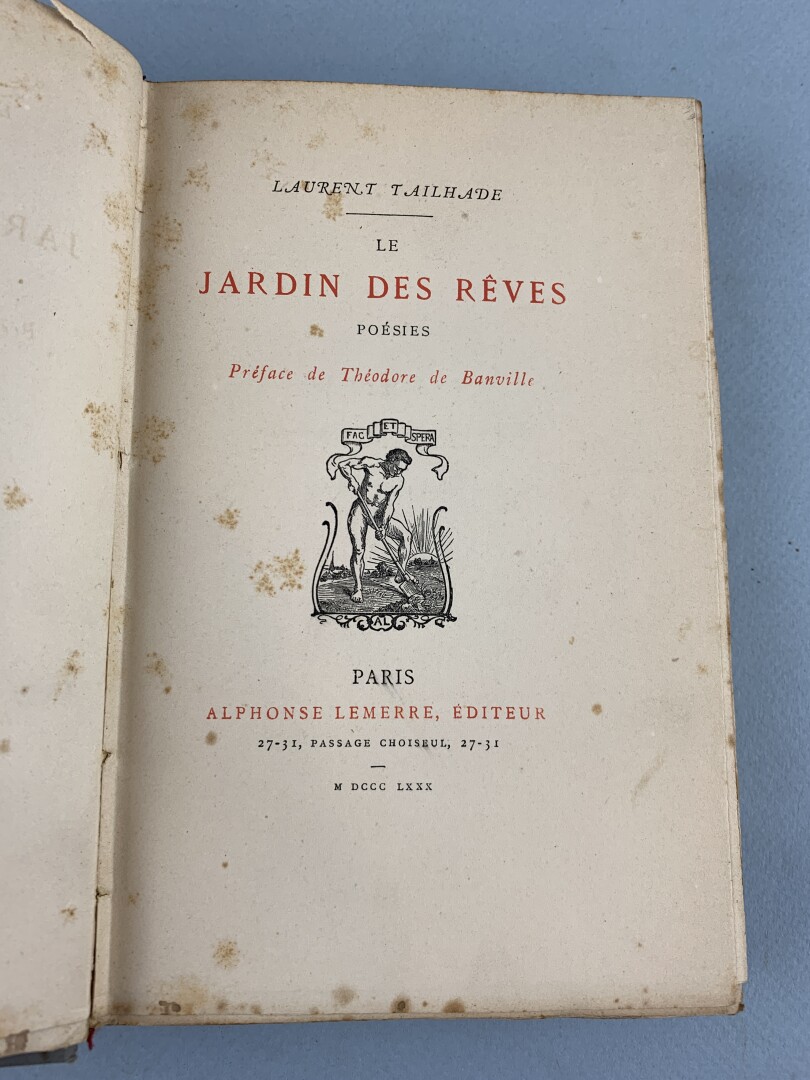 LAURENT TAILHADE
LE
JARDIN DES RÊVES
POÉSIES
Préface de Théodore de Banville
FAC ET SPERA
AL
PARIS
ALPHONSE LEMERRE, ÉDITEUR
27-31, PASSAGE CHOISEUL, 27-31
M DCCC LXXX